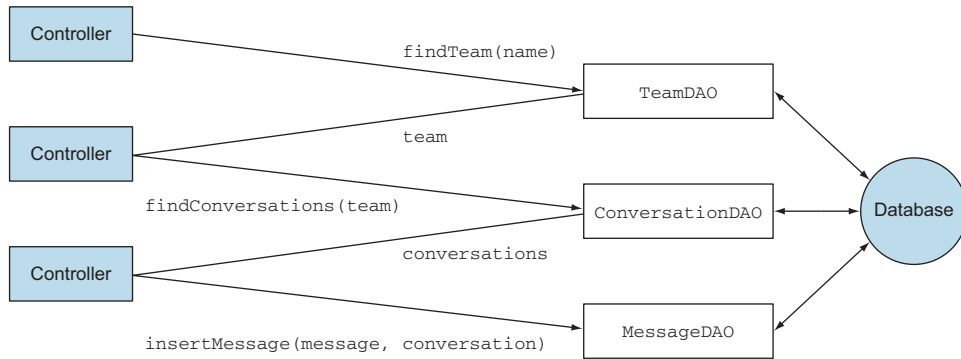 Controller
findTeam(name)
TeamDAO
team
Controller
findConversations(team)
ConversationDAO
Database
conversations
Controller
MessageDAO
insertMessage(message, conversation)